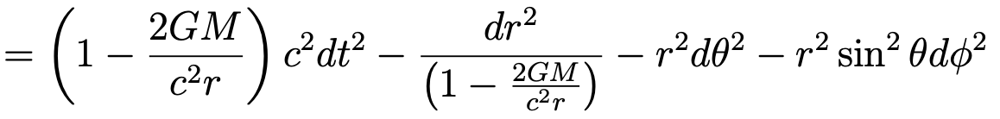 = \left(1 - \frac{2GM}{c^2 r}\right) c^2 dt^2 - \frac{dr^2}{\left(1 - \frac{2GM}{c^2 r}\right)} - r^2 d\theta^2 - r^2 \sin^2 \theta d\phi^2